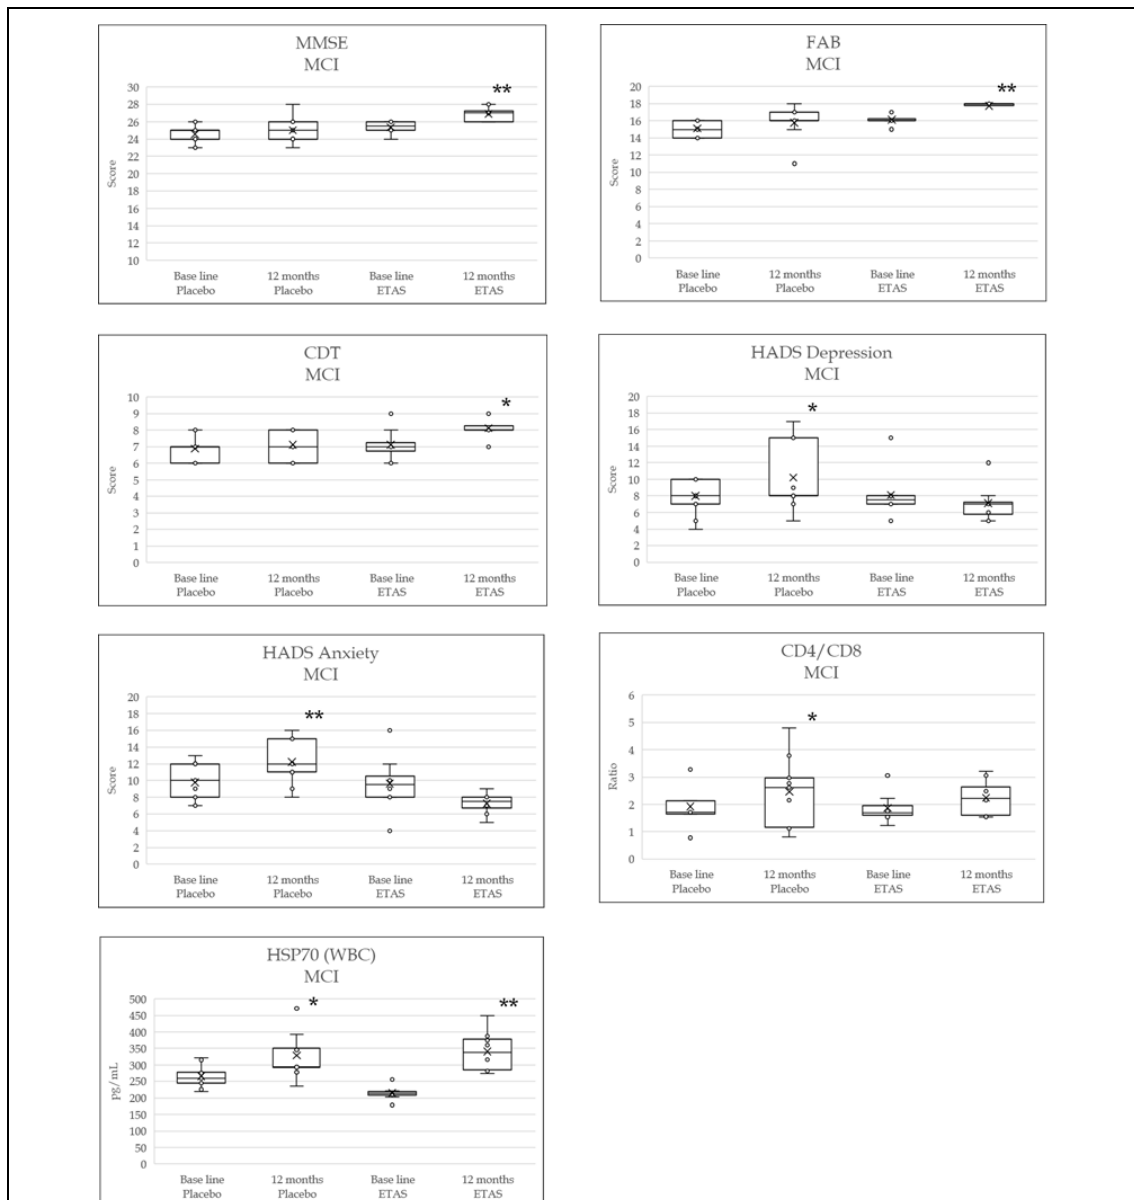 MMSE
MCI
**
30
28
26
24
22
20
18
16
14
12
10
Score
Base line
Placebo
12 months
Placebo
Base line
ETAS
12 months
ETAS
FAB
MCI
**
20
18
16
14
12
10
8
6
4
2
0
Score
Base line
Placebo
12 months
Placebo
Base line
ETAS
12 months
ETAS
CDT
MCI
*
10
9
8
7
6
5
4
3
2
1
0
Score
Base line
Placebo
12 months
Placebo
Base line
ETAS
12 months
ETAS
HADS Depression
MCI
*
20
18
16
14
12
10
8
6
4
2
0
Score
Base line
Placebo
12 months
Placebo
Base line
ETAS
12 months
ETAS
HADS Anxiety
MCI
**
20
18
16
14
12
10
8
6
4
2
0
Score
Base line
Placebo
12 months
Placebo
Base line
ETAS
12 months
ETAS
CD4/CD8
MCI
*
6
5
4
3
2
1
0
Ratio
Base line
Placebo
12 months
Placebo
Base line
ETAS
12 months
ETAS
HSP70 (WBC)
MCI
*
**
500
450
400
350
300
250
200
150
100
50
0
pg/mL
Base line
Placebo
12 months
Placebo
Base line
ETAS
12 months
ETAS